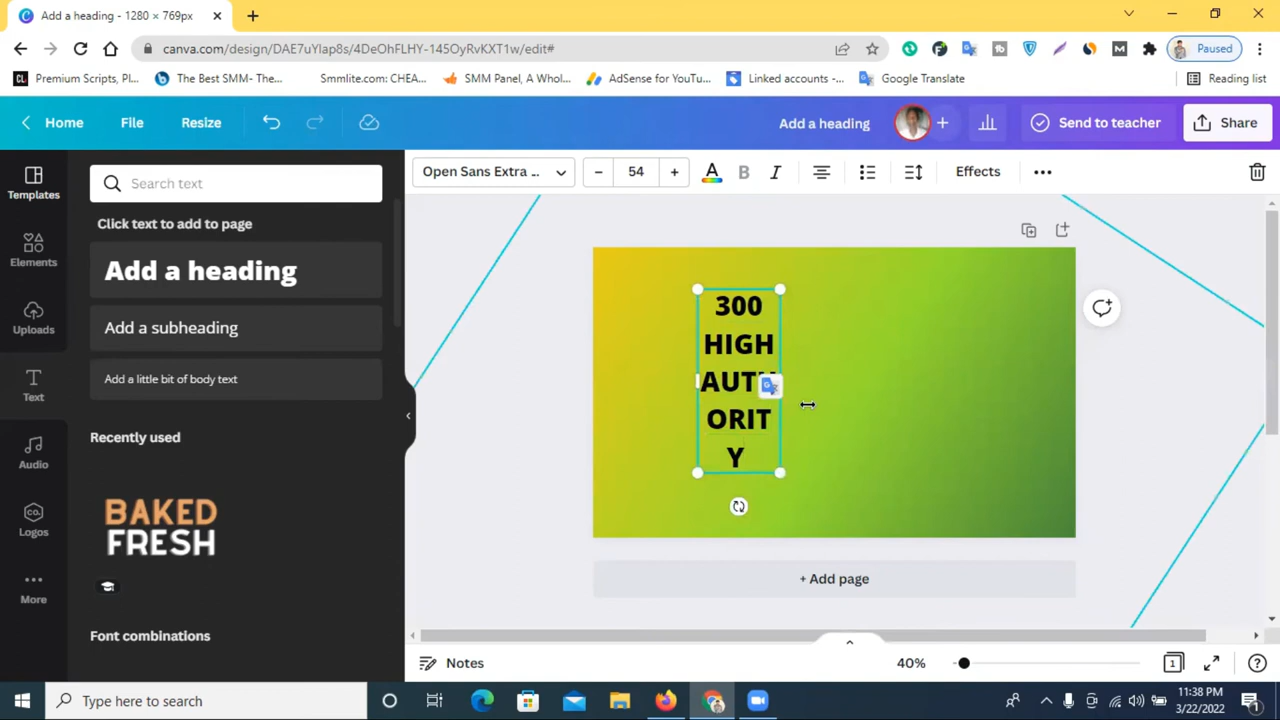 Add a heading - 1280 × 769px
canva.com/design/DAE7uYlap8s/4DeOhFLHY-145OyRvKXT1w/edit#
Paused
Premium Scripts, Pl...
The Best SMM- The...
Smmlite.com: CHEA...
SMM Panel, A Whol...
AdSense for YouTu...
Linked accounts -...
Google Translate
Reading list
Home
File
Resize
Add a heading
Send to teacher
Share
Templates
Elements
Uploads
Text
Audio
Logos
More
Search text
Click text to add to page
Add a heading
Add a subheading
Add a little bit of body text
Recently used
BAKED
FRESH
Font combinations
Open Sans Extra ...
54
A
B
I
Effects
300
HIGH
AUTH
ORIT
Y
+ Add page
Notes
40%
1
Type here to search
11:38 PM
3/22/2022
1